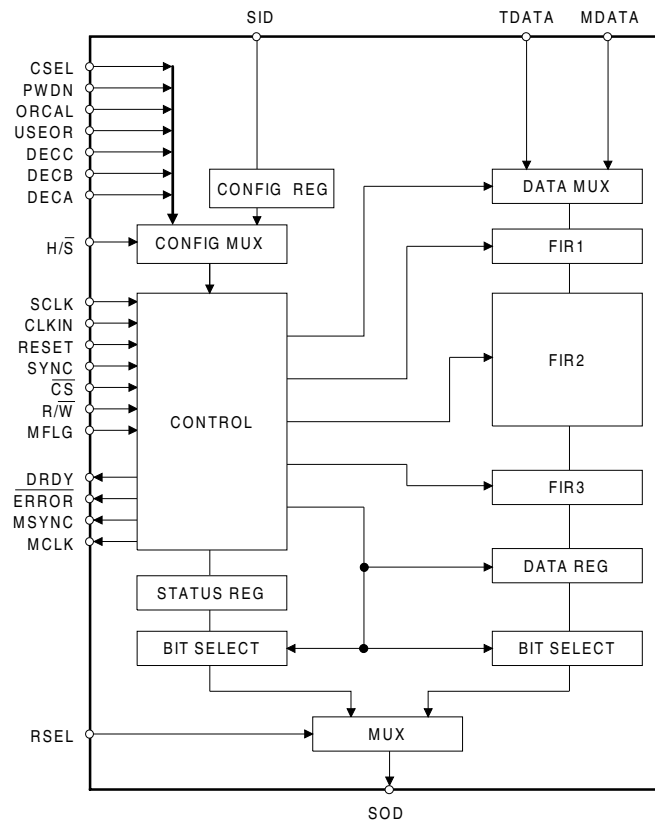 SID
TDATA MDATA
CSEL
PWDN
ORCAL
USEOR
DECC
DECB
DECA
CONFIG REG
DATA MUX
H/S̅
CONFIG MUX
FIR1
SCLK
CLKIN
RESET
SYNC
C̅S̅
R/W̅
MFLG
CONTROL
FIR2
DRDY
E̅R̅R̅O̅R̅
MSYNC
MCLK
FIR3
STATUS REG
DATA REG
BIT SELECT
BIT SELECT
RSEL
MUX
SOD